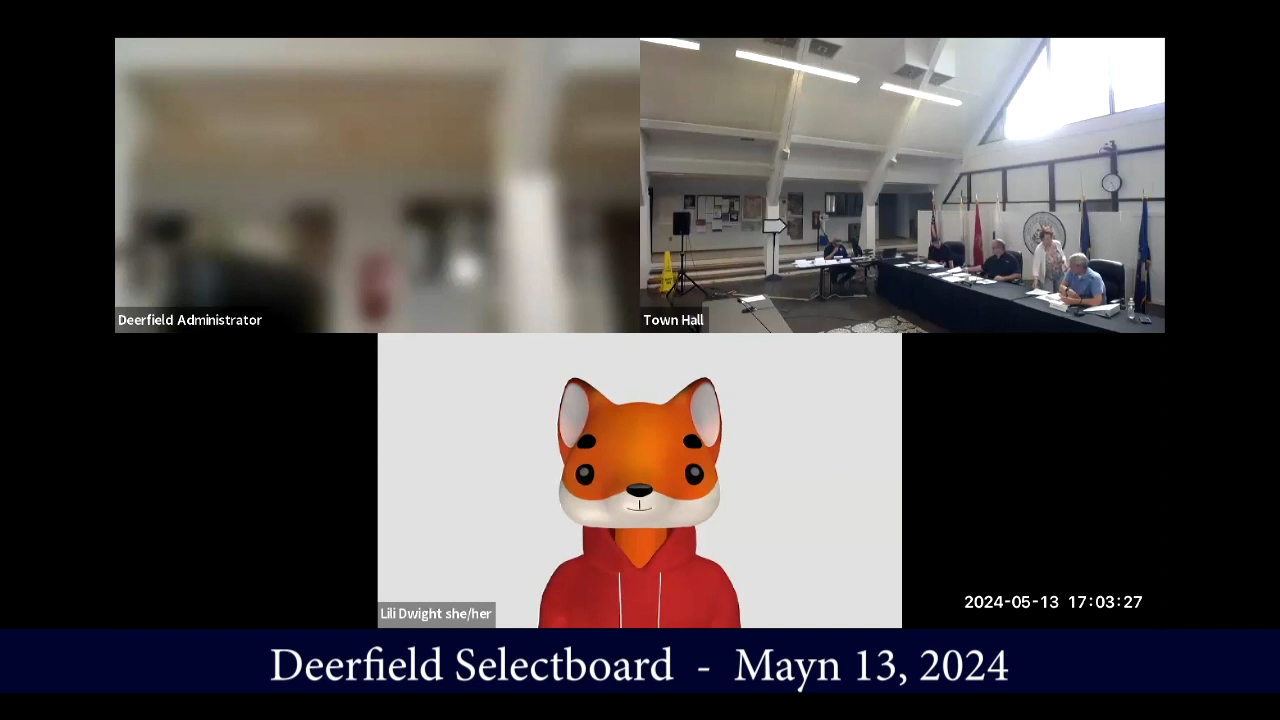 Deerfield Administrator
Town Hall
Lili Dwight she/her
2024-05-13 17:03:27
Deerfield Selectboard - Mayn 13, 2024